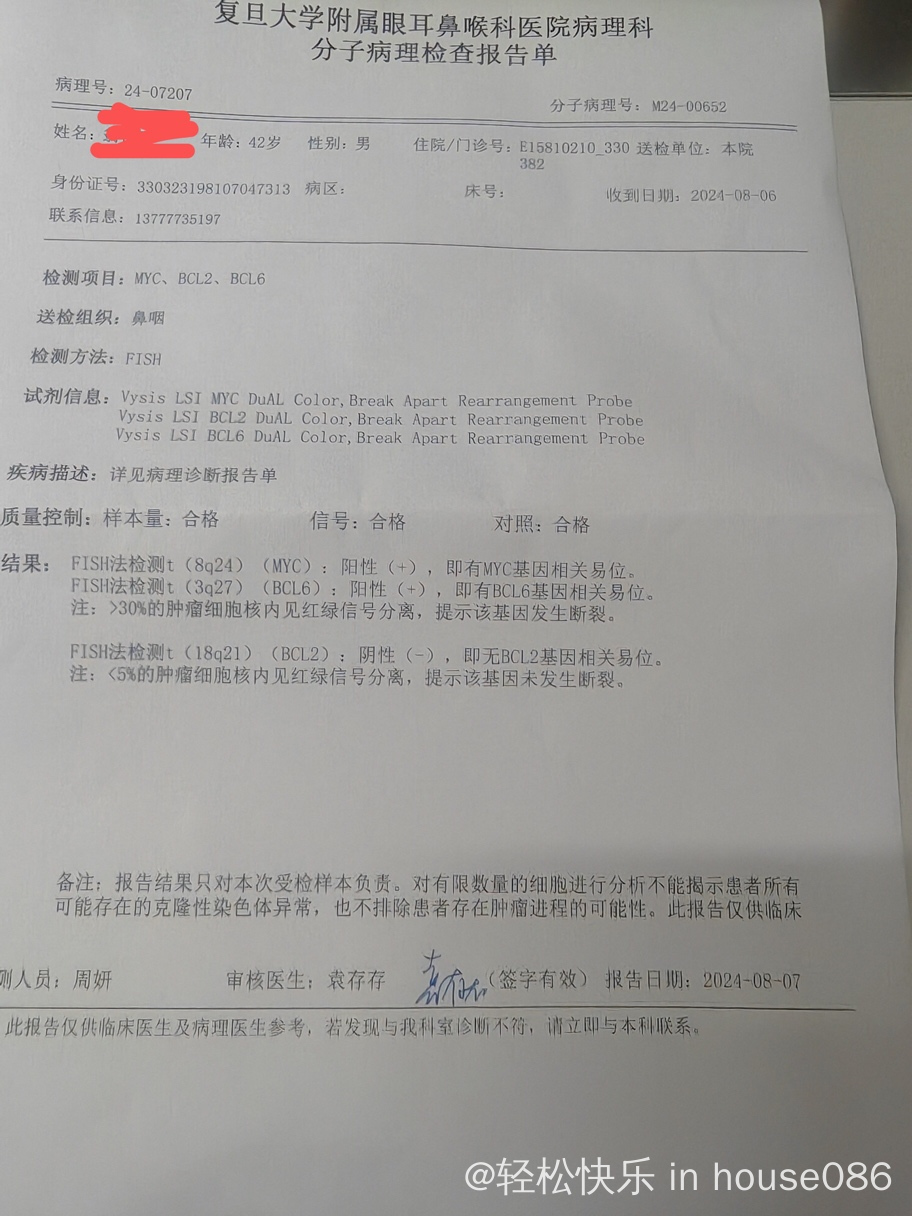 复旦大学附属眼耳鼻喉科医院病理科
分子病理检查报告单
病理号：24-07207
分子病理号：M24-00652
姓名： 年龄：42岁 性别：男 住院/门诊号：E15810210_330 送检单位：本院
382
身份证号：330323198107047313 病区： 床号： 收到日期：2024-08-06
联系信息：13777735197
检测项目：MYC、BCL2、BCL6
送检组织：鼻咽
检测方法：FISH
试剂信息：Vysis LSI MYC DuAL Color,Break Apart Rearrangement Probe
Vysis LSI BCL2 DuAL Color,Break Apart Rearrangement Probe
Vysis LSI BCL6 DuAL Color,Break Apart Rearrangement Probe
疾病描述：详见病理诊断报告单
质量控制：样本量：合格 信号：合格 对照：合格
结果： FISH法检测t（8q24）（MYC）：阳性（+），即有MYC基因相关易位。
FISH法检测t（3q27）（BCL6）：阳性（+），即有BCL6基因相关易位。
注：>30%的肿瘤细胞核内见红绿信号分离，提示该基因发生断裂。
FISH法检测t（18q21）（BCL2）：阴性（-），即无BCL2基因相关易位。
注：<5%的肿瘤细胞核内见红绿信号分离，提示该基因未发生断裂。
备注：报告结果只对本次受检样本负责。对有限数量的细胞进行分析不能揭示患者所有
可能存在的克隆性染色体异常，也不排除患者存在肿瘤进程的可能性。此报告仅供临床
测人员：周妍 审核医生：袁存存 袁存存 （签字有效） 报告日期：2024-08-07
此报告仅供临床医生及病理医生参考，若发现与我科室诊断不符，请立即与本科联系。
@轻松快乐 in house086